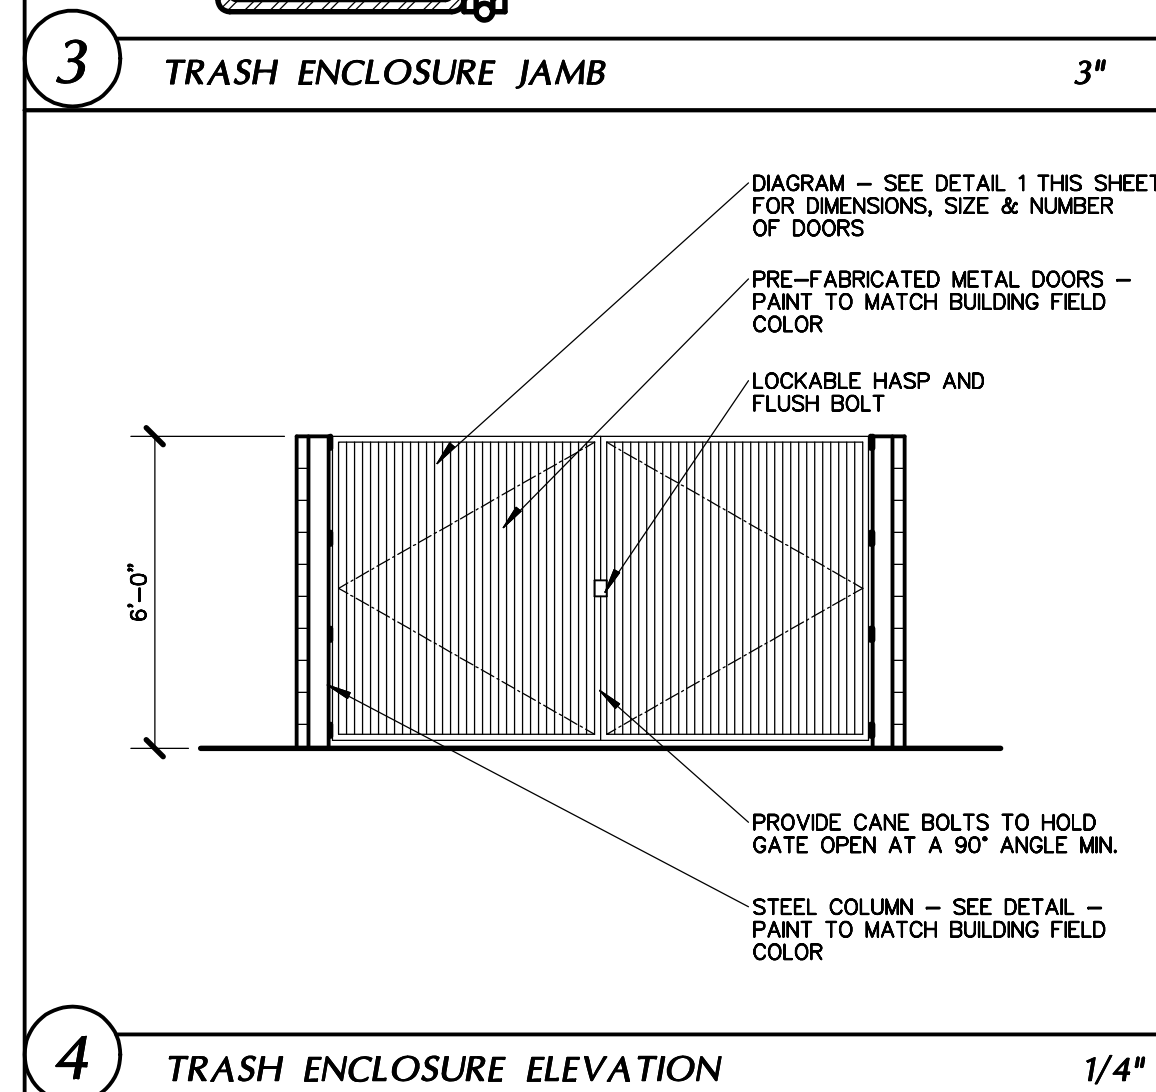 3 TRASH ENCLOSURE JAMB 3"
DIAGRAM – SEE DETAIL 1 THIS SHEET
FOR DIMENSIONS, SIZE & NUMBER
OF DOORS
PRE–FABRICATED METAL DOORS –
PAINT TO MATCH BUILDING FIELD
COLOR
LOCKABLE HASP AND
FLUSH BOLT
6'–0"
PROVIDE CANE BOLTS TO HOLD
GATE OPEN AT A 90° ANGLE MIN.
STEEL COLUMN – SEE DETAIL –
PAINT TO MATCH BUILDING FIELD
COLOR
4 TRASH ENCLOSURE ELEVATION 1/4"